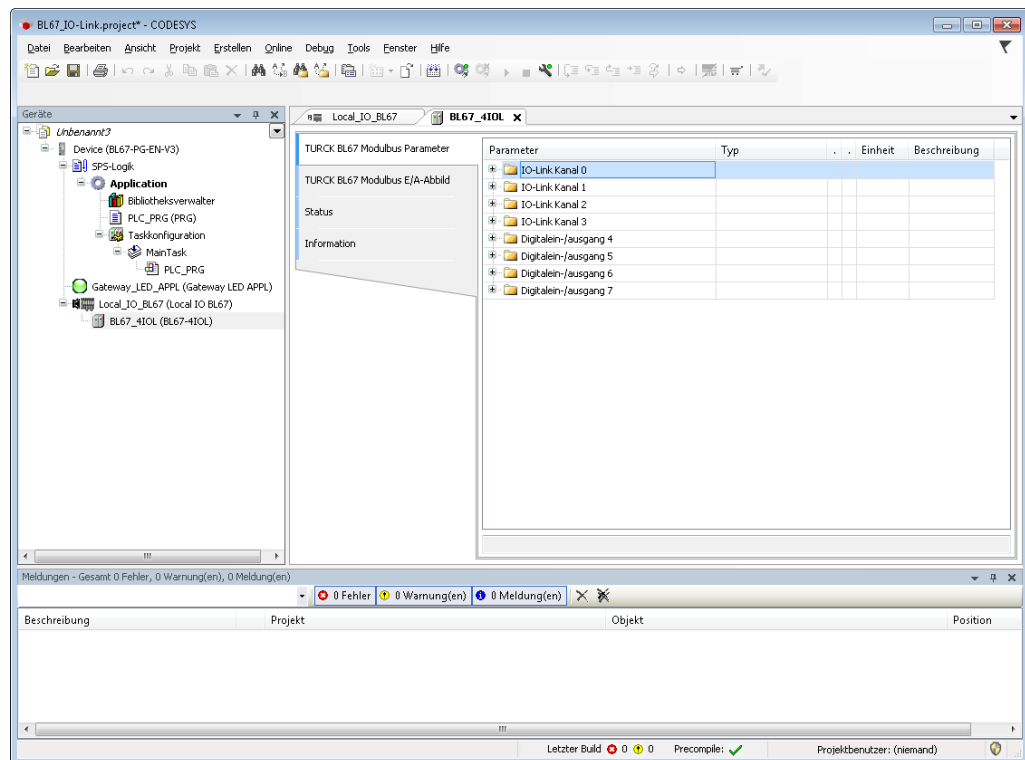 BL67_IO-Link.project* - CODESYS
Datei Bearbeiten Ansicht Projekt Erstellen Online Debug Tools Fenster Hilfe
Geräte
Unbenannt3
Device (BL67-PG-EN-V3)
SPS-Logik
Application
Bibliotheksverwalter
PLC_PRG (PRG)
Taskkonfiguration
MainTask
PLC_PRG
Gateway_LED_APPL (Gateway LED APPL)
Local_IO_BL67 (Local IO BL67)
BL67_4IOL (BL67-4IOL)
Local_IO_BL67 BL67_4IOL
TURCK BL67 Modulbus Parameter
TURCK BL67 Modulbus E/A-Abbild
Status
Information
Parameter Typ . . Einheit Beschreibung
IO-Link Kanal 0
IO-Link Kanal 1
IO-Link Kanal 2
IO-Link Kanal 3
Digitalein-/ausgang 4
Digitalein-/ausgang 5
Digitalein-/ausgang 6
Digitalein-/ausgang 7
Meldungen - Gesamt 0 Fehler, 0 Warnung(en), 0 Meldung(en)
0 Fehler 0 Warnung(en) 0 Meldung(en)
Beschreibung Projekt Objekt Position
Letzter Build 0 0 Precompile: Projektbenutzer: (niemand)